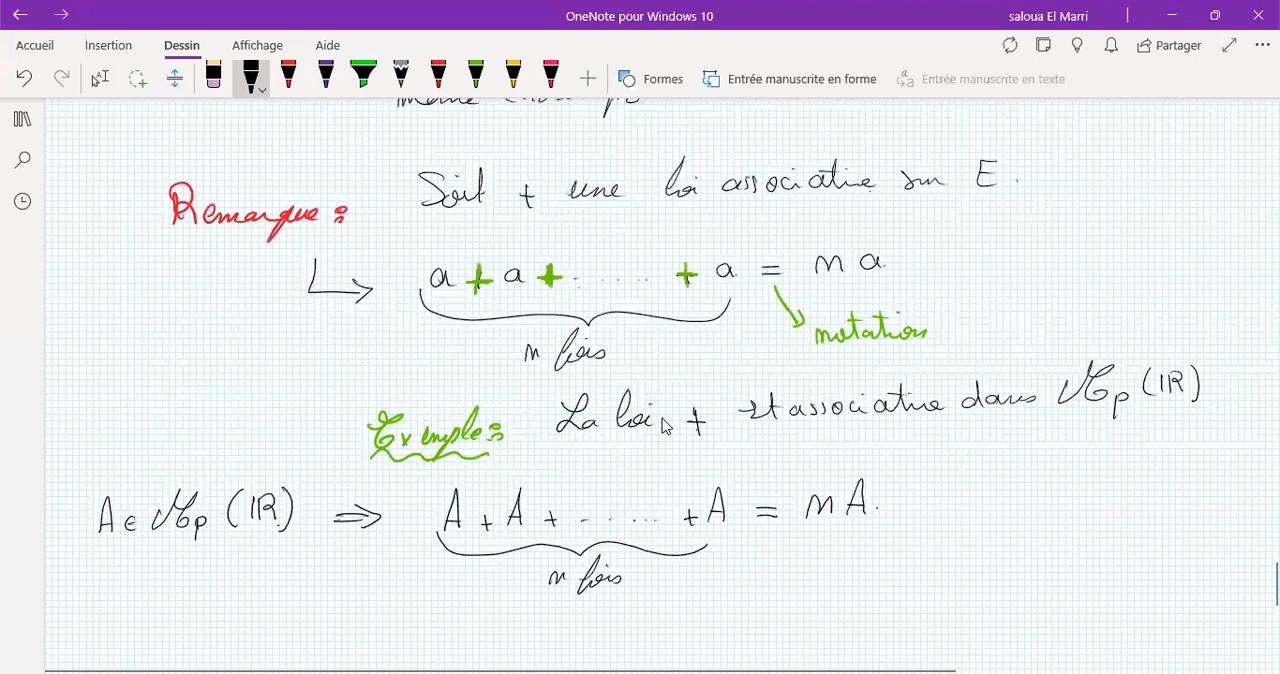 OneNote pour Windows 10
saloua El Marri
Accueil Insertion Dessin Affichage Aide
Partager
Formes Entrée manuscrite en forme Entrée manuscrite en texte
Remarque :
Soit + une loi associative sur E.
a + a + ...... + a = n a
n fois
notation
Exemple :
La loi + est associative dans Mp(IR)
A ∈ Mp(IR) ⇒ A + A + ...... + A = n A.
n fois